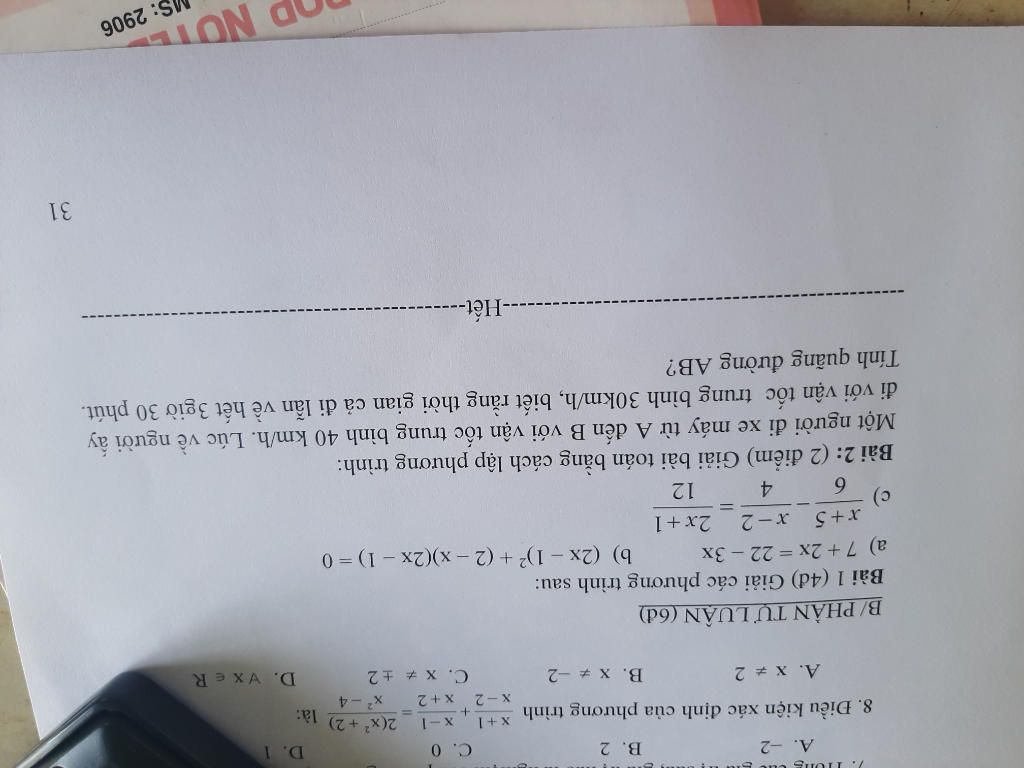 7. Trong các giá trị sau,
A. −2 B. 2 C. 0 D. 1
8. Điều kiện xác định của phương trình (x+1)/(x−2) + (x−1)/(x+2) = 2(x²+2)/(x²−4) là:
A. x ≠ 2 B. x ≠ −2 C. x ≠ ±2 D. ∀x ∈ R
B/ PHẦN TỰ LUẬN (6đ)
Bài 1 (4đ) Giải các phương trình sau:
a) 7 + 2x = 22 − 3x b) (2x − 1)² + (2 − x)(2x − 1) = 0
c) (x+5)/6 − (x−2)/4 = (2x+1)/12
Bài 2: (2 điểm) Giải bài toán bằng cách lập phương trình:
Một người đi xe máy từ A đến B với vận tốc trung bình 40 km/h. Lúc về người ấy
đi với vận tốc trung bình 30km/h, biết rằng thời gian cả đi lẫn về hết 3giờ 30 phút.
Tính quãng đường AB?
------------------------------------------------Hết------------------------------------------------
31
POP NOTES
MS: 2906